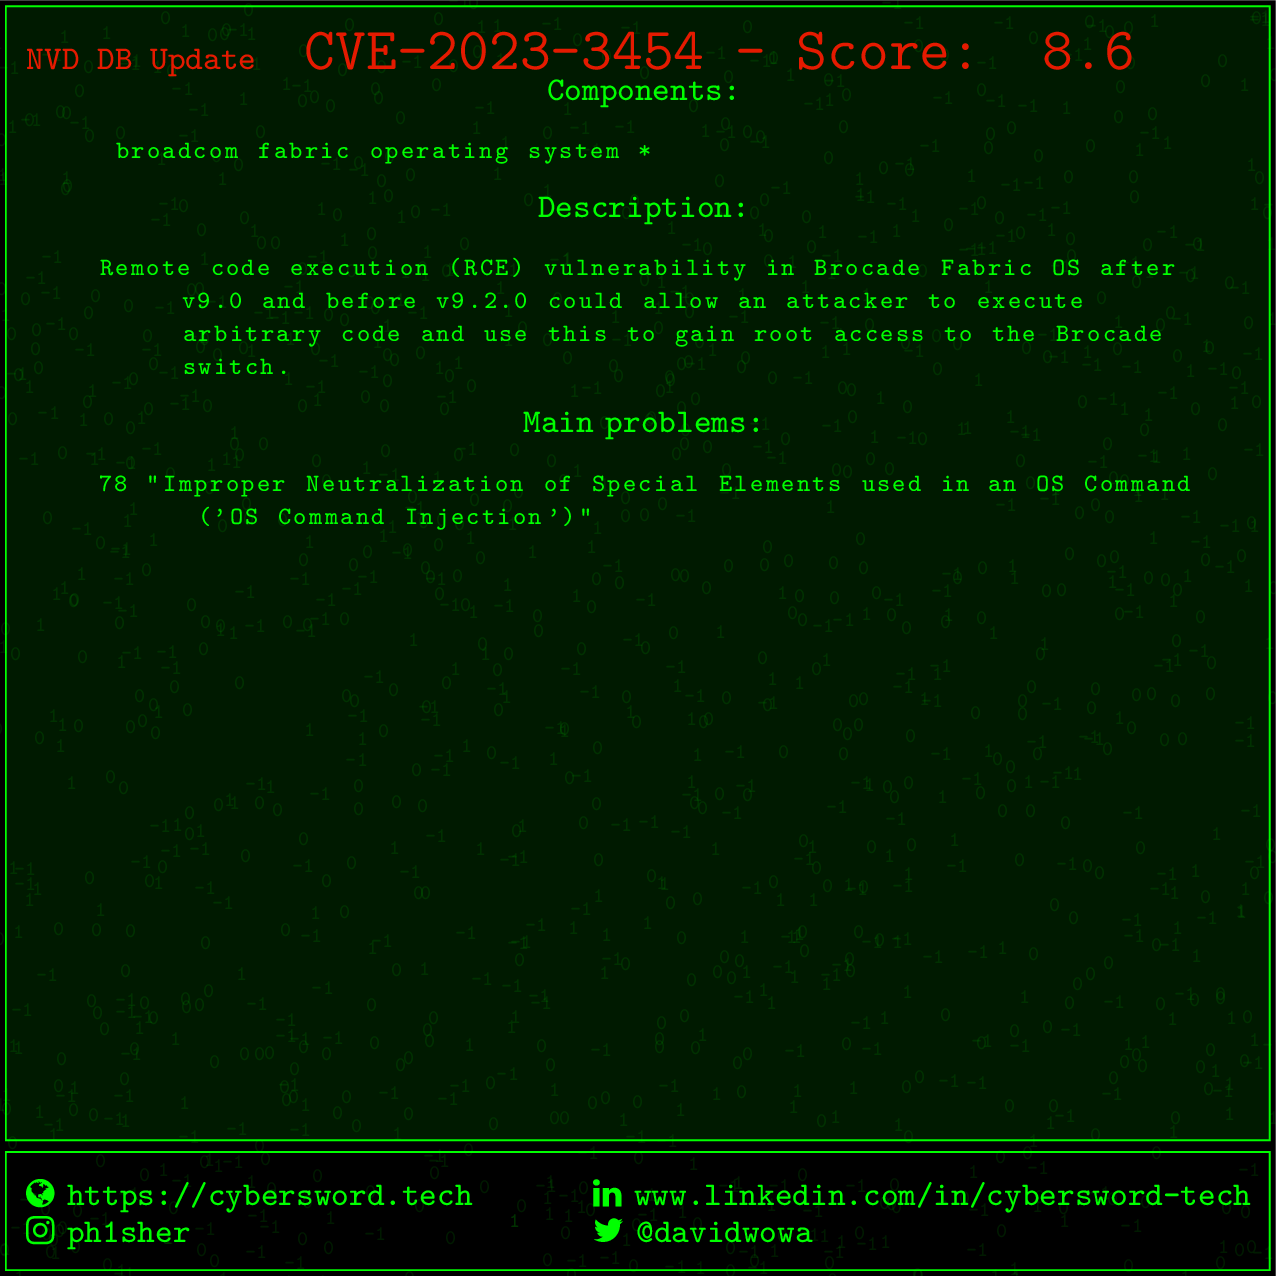 NVD DB Update CVE-2023-3454 - Score: 8.6
Components:
broadcom fabric operating system *
Description:
Remote code execution (RCE) vulnerability in Brocade Fabric OS after
v9.0 and before v9.2.0 could allow an attacker to execute
arbitrary code and use this to gain root access to the Brocade
switch.
Main problems:
78 "Improper Neutralization of Special Elements used in an OS Command
('OS Command Injection')"
https://cybersword.tech www.linkedin.com/in/cybersword-tech
ph1sher @davidwowa